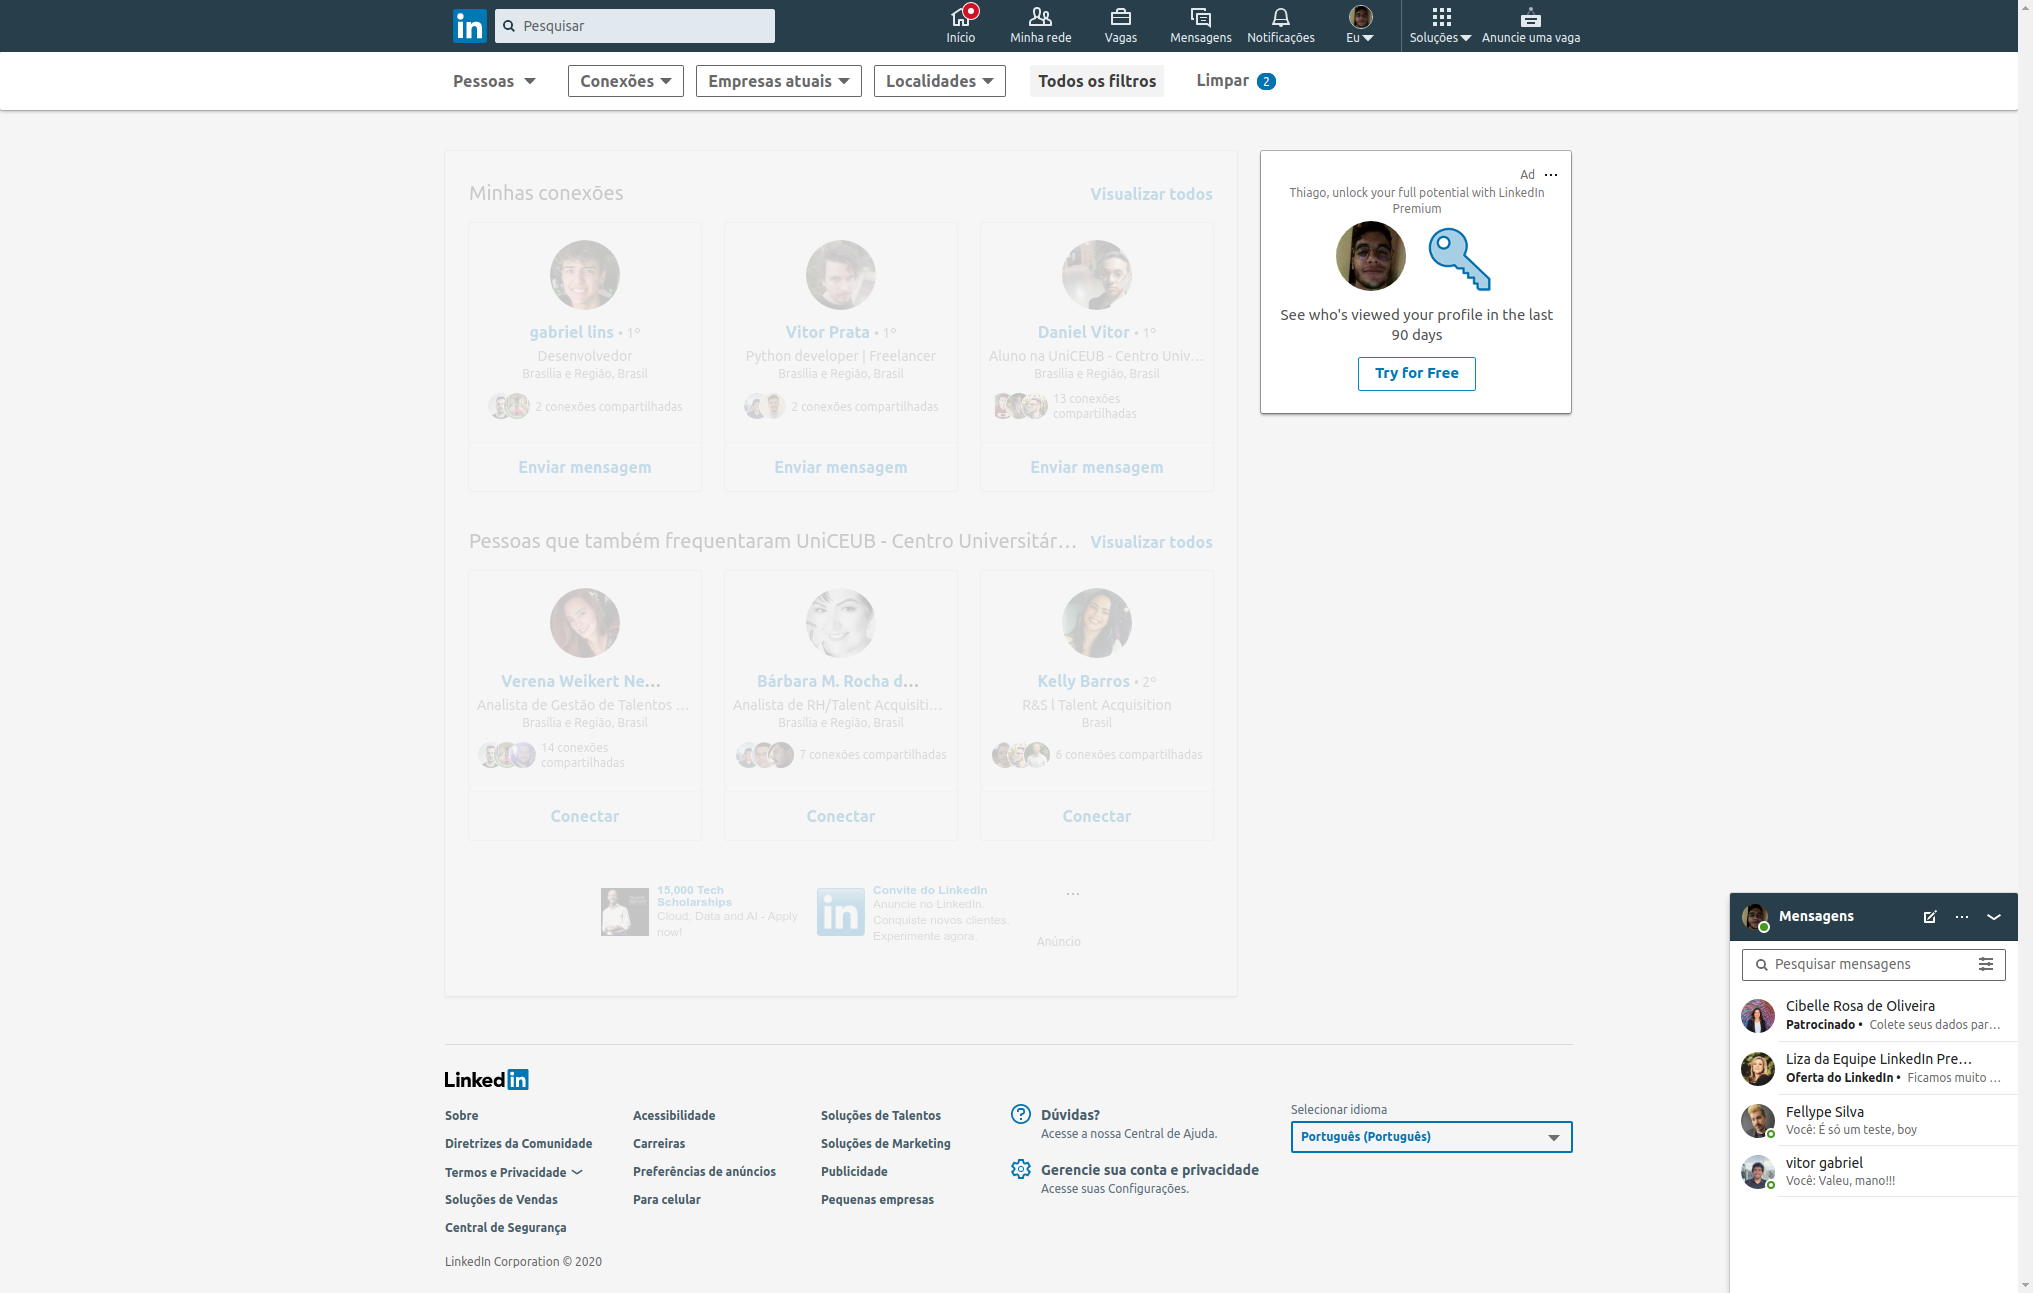 in
Pesquisar
Início
Minha rede
Vagas
Mensagens
Notificações
Eu
Soluções
Anuncie uma vaga
Pessoas
Conexões
Empresas atuais
Localidades
Todos os filtros
Limpar 2
Minhas conexões
Visualizar todos
gabriel lins • 1º
Desenvolvedor
Brasília e Região, Brasil
2 conexões compartilhadas
Enviar mensagem
Vitor Prata • 1º
Python developer | Freelancer
Brasília e Região, Brasil
2 conexões compartilhadas
Enviar mensagem
Daniel Vitor • 1º
Aluno na UniCEUB - Centro Univ...
Brasília e Região, Brasil
13 conexões
compartilhadas
Enviar mensagem
Pessoas que também frequentaram UniCEUB - Centro Universitár...
Visualizar todos
Verena Weikert Ne...
Analista de Gestão de Talentos ...
Brasília e Região, Brasil
14 conexões
compartilhadas
Conectar
Bárbara M. Rocha d...
Analista de RH/Talent Acquisiti...
Brasília e Região, Brasil
7 conexões compartilhadas
Conectar
Kelly Barros • 2º
R&S l Talent Acquisition
Brasil
6 conexões compartilhadas
Conectar
15,000 Tech
Scholarships
Cloud, Data and AI - Apply
now!
in
Convite do LinkedIn
Anuncie no LinkedIn.
Conquiste novos clientes.
Experimente agora.
...
Anúncio
Ad ...
Thiago, unlock your full potential with LinkedIn
Premium
See who's viewed your profile in the last
90 days
Try for Free
Mensagens
Pesquisar mensagens
Cibelle Rosa de Oliveira
Patrocinado • Colete seus dados par...
Liza da Equipe LinkedIn Pre...
Oferta do LinkedIn • Ficamos muito ...
Fellype Silva
Você: É só um teste, boy
vitor gabriel
Você: Valeu, mano!!!
Linkedin
Sobre
Diretrizes da Comunidade
Termos e Privacidade
Soluções de Vendas
Central de Segurança
Acessibilidade
Carreiras
Preferências de anúncios
Para celular
Soluções de Talentos
Soluções de Marketing
Publicidade
Pequenas empresas
Dúvidas?
Acesse a nossa Central de Ajuda.
Gerencie sua conta e privacidade
Acesse suas Configurações.
Selecionar idioma
Português (Português)
LinkedIn Corporation © 2020